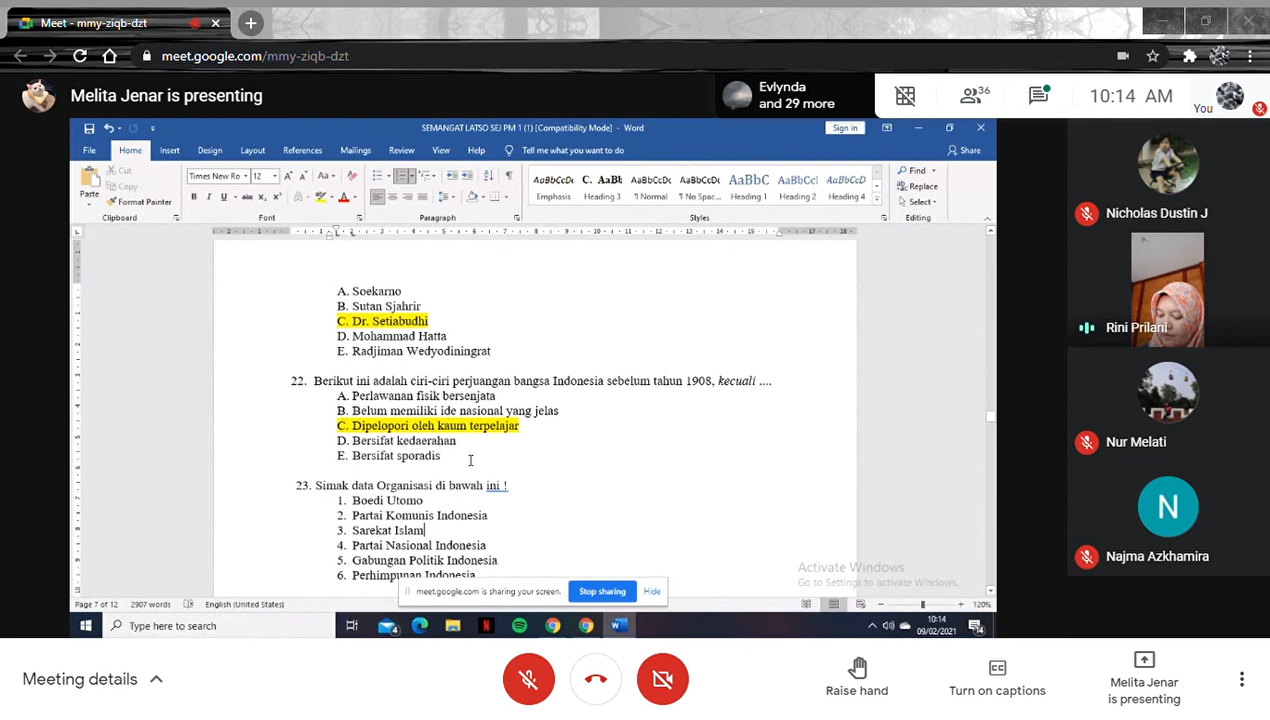 Meet - mmy-ziqb-dzt
meet.google.com/mmy-ziqb-dzt
Melita Jenar is presenting
Evlynda
and 29 more
36
10:14 AM
You
SEMANGAT LATSO SEJ PM 1 (1) [Compatibility Mode] - Word
Sign in
File Home Insert Design Layout References Mailings Review View Help Tell me what you want to do Share
Paste
Cut
Copy
Format Painter
Clipboard
Times New Ro 12
Font
Paragraph
AaBbCcDc C. AaBb AaBbCcDc AaBbCcDc AaBbC AaBbCcI AaBbCcD
Emphasis Heading 3 ¶ Normal ¶ No Spac... Heading 1 Heading 2 Heading 4
Styles
Find
Replace
Select
Editing
A. Soekarno
B. Sutan Sjahrir
C. Dr. Setiabudhi
D. Mohammad Hatta
E. Radjiman Wedyodiningrat
22. Berikut ini adalah ciri-ciri perjuangan bangsa Indonesia sebelum tahun 1908, kecuali ....
A. Perlawanan fisik bersenjata
B. Belum memiliki ide nasional yang jelas
C. Dipelopori oleh kaum terpelajar
D. Bersifat kedaerahan
E. Bersifat sporadis
23. Simak data Organisasi di bawah ini !
1. Boedi Utomo
2. Partai Komunis Indonesia
3. Sarekat Islam
4. Partai Nasional Indonesia
5. Gabungan Politik Indonesia
6. Perhimpunan Indonesia
Activate Windows
Go to Settings to activate Windows.
meet.google.com is sharing your screen. Stop sharing Hide
Page 7 of 12 2907 words English (United States) 120%
Type here to search
10:14
09/02/2021
Nicholas Dustin J
Rini Prilani
Nur Melati
N
Najma Azkhamira
Meeting details
Raise hand
Turn on captions
Melita Jenar
is presenting